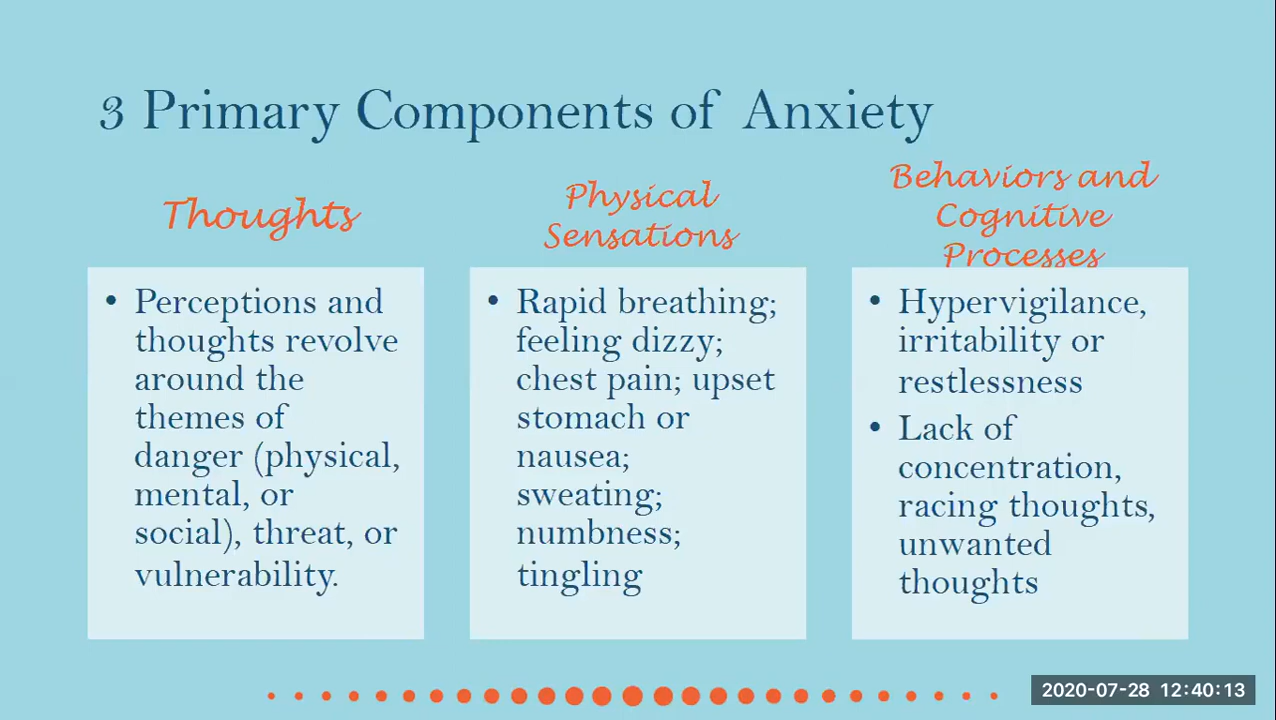 3 Primary Components of Anxiety
Thoughts
• Perceptions and
thoughts revolve
around the
themes of
danger (physical,
mental, or
social), threat, or
vulnerability.
Physical
Sensations
• Rapid breathing;
feeling dizzy;
chest pain; upset
stomach or
nausea;
sweating;
numbness;
tingling
Behaviors and
Cognitive
Processes
• Hypervigilance,
irritability or
restlessness
• Lack of
concentration,
racing thoughts,
unwanted
thoughts
2020-07-28 12:40:13